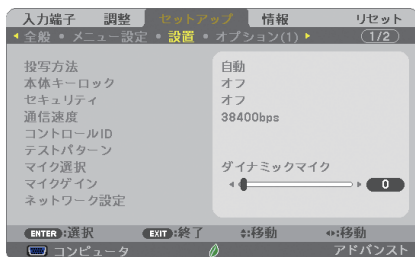 入力端子 調整 セットアップ 情報 リセット
全般 • メニュー設定 • 設置 • オプション(1) (1/2)
投写方法 自動
本体キーロック オフ
セキュリティ オフ
通信速度 38400bps
コントロールID
テストパターン
マイク選択 ダイナミックマイク
マイクゲイン 0
ネットワーク設定
ENTER:選択 EXIT:終了 :移動 :移動
コンピュータ アドバンスト